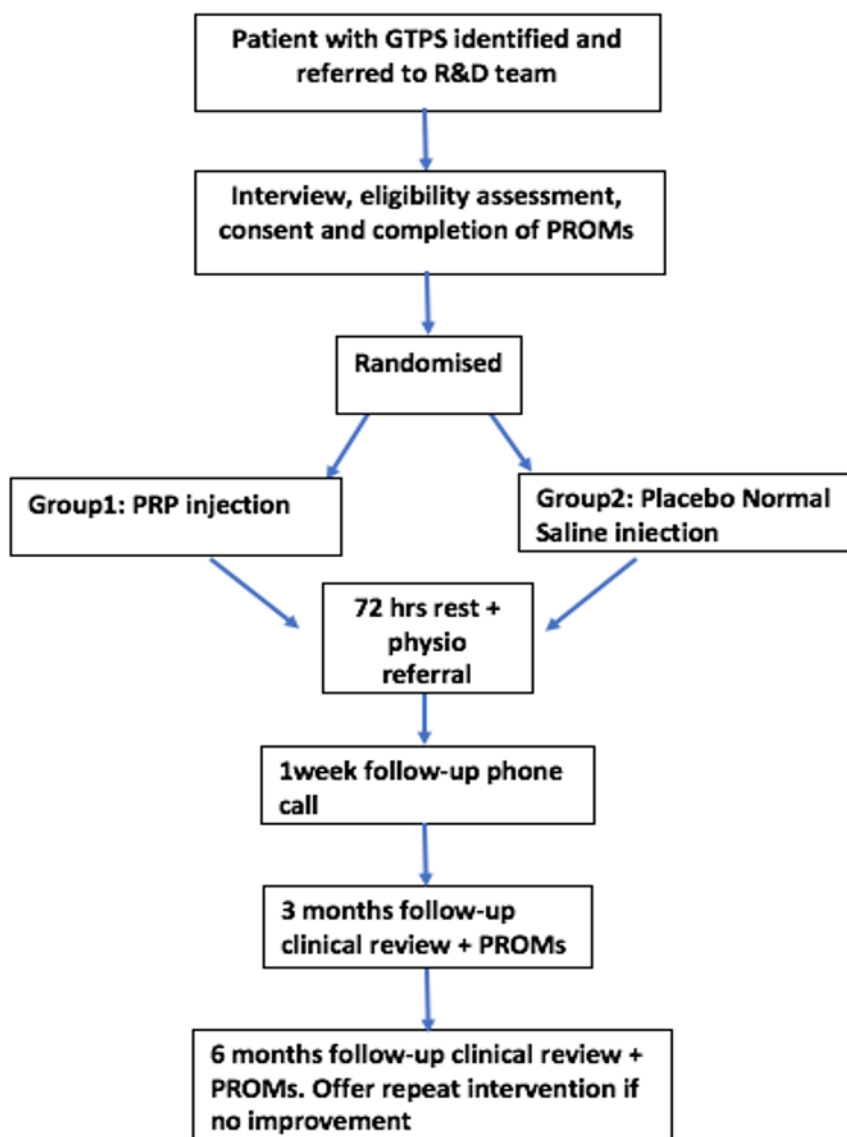 Patient with GTPS identified and
referred to R&D team
Interview, eligibility assessment,
consent and completion of PROMs
Randomised
Group1: PRP injection
Group2: Placebo Normal
Saline injection
72 hrs rest +
physio
referral
1week follow-up phone
call
3 months follow-up
clinical review + PROMs
6 months follow-up clinical review +
PROMs. Offer repeat intervention if
no improvement